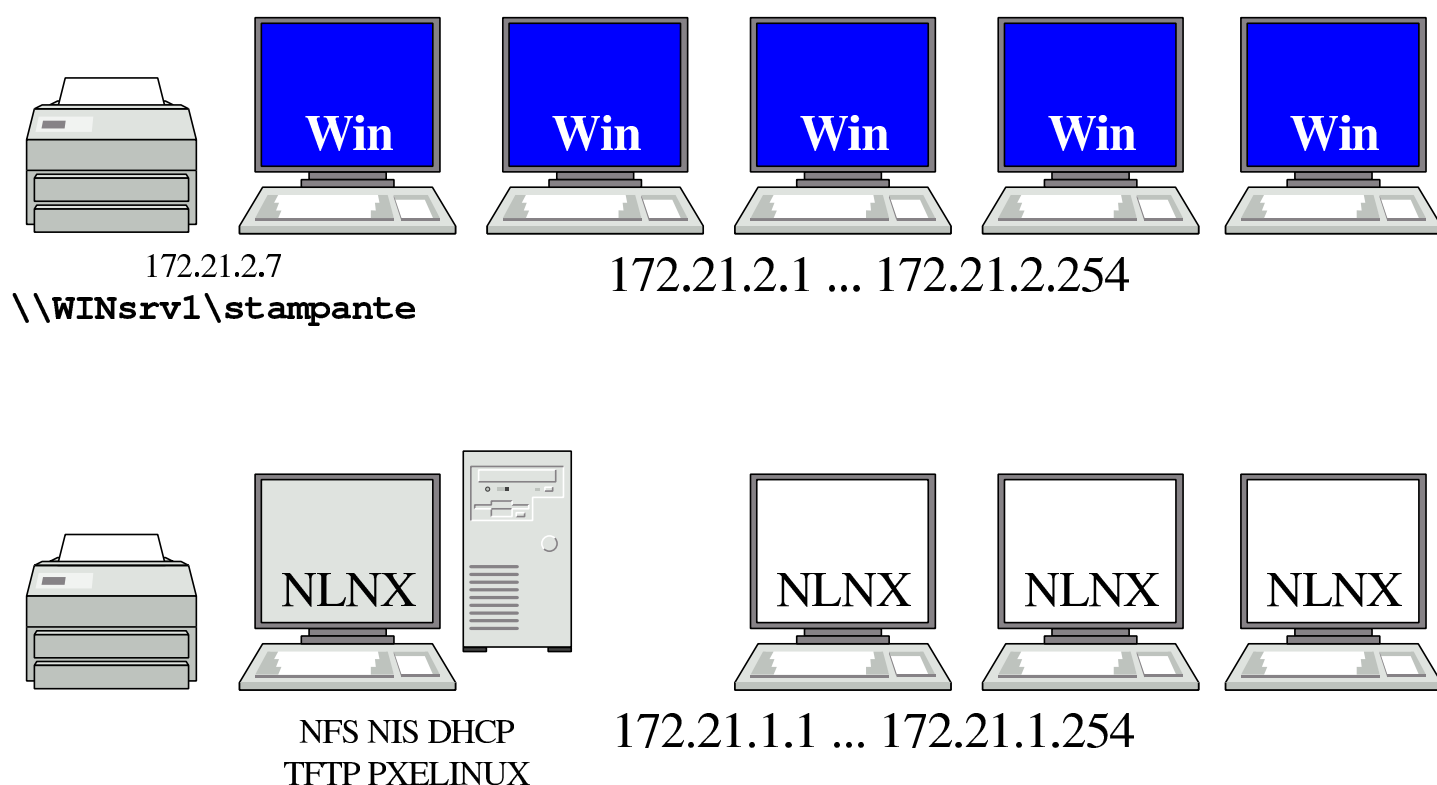 Win Win Win Win Win
172.21.2.7
172.21.2.1 ... 172.21.2.254
\\WINsrv1\stampante
NLNX NLNX NLNX NLNX
NFS NIS DHCP
TFTP PXELINUX
172.21.1.1 ... 172.21.1.254